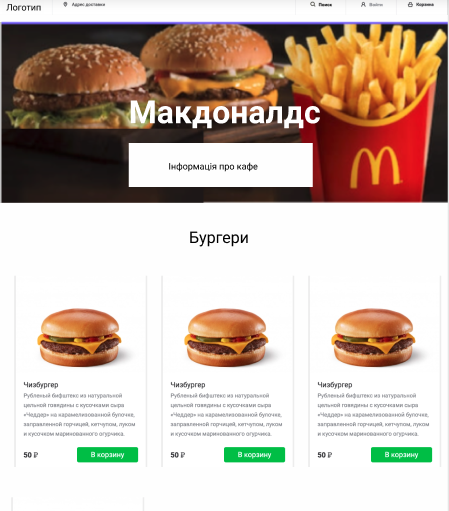 Логотип
Адрес доставки
Поиск
Войти
Корзина
Макдоналдс
Інформація про кафе
Бургери
Чизбургер
Рубленый бифштекс из натуральной
цельной говядины с кусочками сыра
«Чеддер» на карамелизованной булочке,
заправленной горчицей, кетчупом, луком
и кусочком маринованного огурчика.
50 ₽
В корзину
Чизбургер
Рубленый бифштекс из натуральной
цельной говядины с кусочками сыра
«Чеддер» на карамелизованной булочке,
заправленной горчицей, кетчупом, луком
и кусочком маринованного огурчика.
50 ₽
В корзину
Чизбургер
Рубленый бифштекс из натуральной
цельной говядины с кусочками сыра
«Чеддер» на карамелизованной булочке,
заправленной горчицей, кетчупом, луком
и кусочком маринованного огурчика.
50 ₽
В корзину